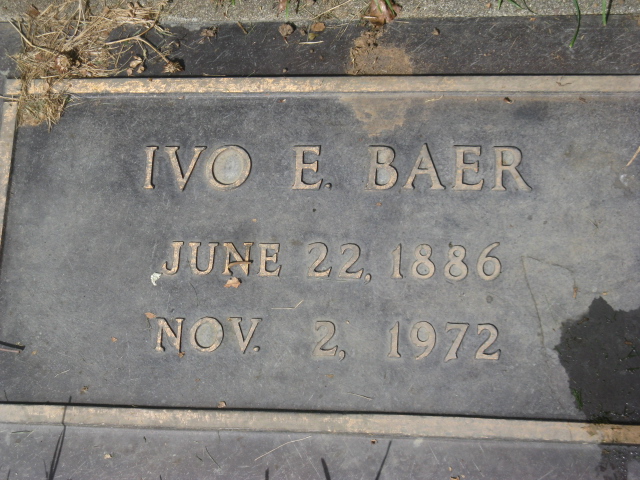 IVO E. BAER
JUNE 22, 1886
NOV. 2, 1972